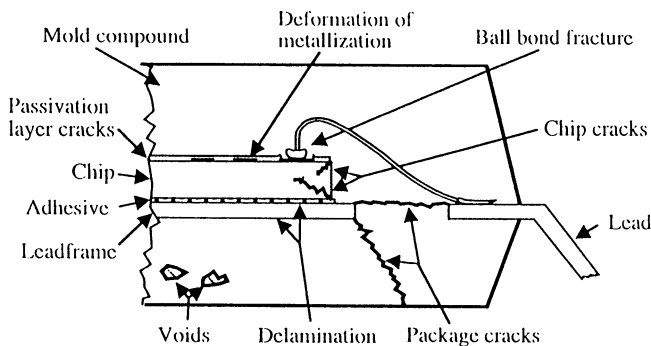 Deformation of
metallization
Mold compound
Ball bond fracture
Passivation
layer cracks
Chip cracks
Chip
Adhesive
Leadframe
Lead
Voids
Delamination
Package cracks